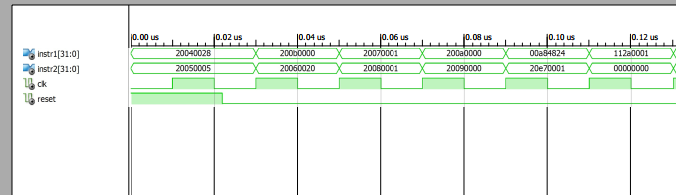 0.00 us 0.02 us 0.04 us 0.06 us 0.08 us 0.10 us 0.12 us
instr1[31:0] 20040028 200b0000 20070001 200a0000 00a84824 112a0001
instr2[31:0] 20050005 20060020 20080001 20090000 20e70001 00000000
clk
reset